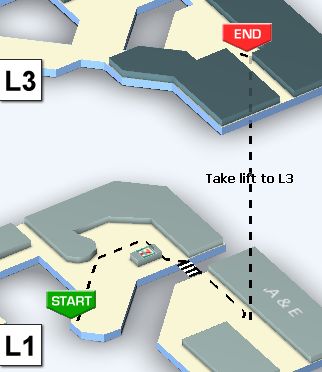 END
L3
Take lift to L3
A & E
START
L1